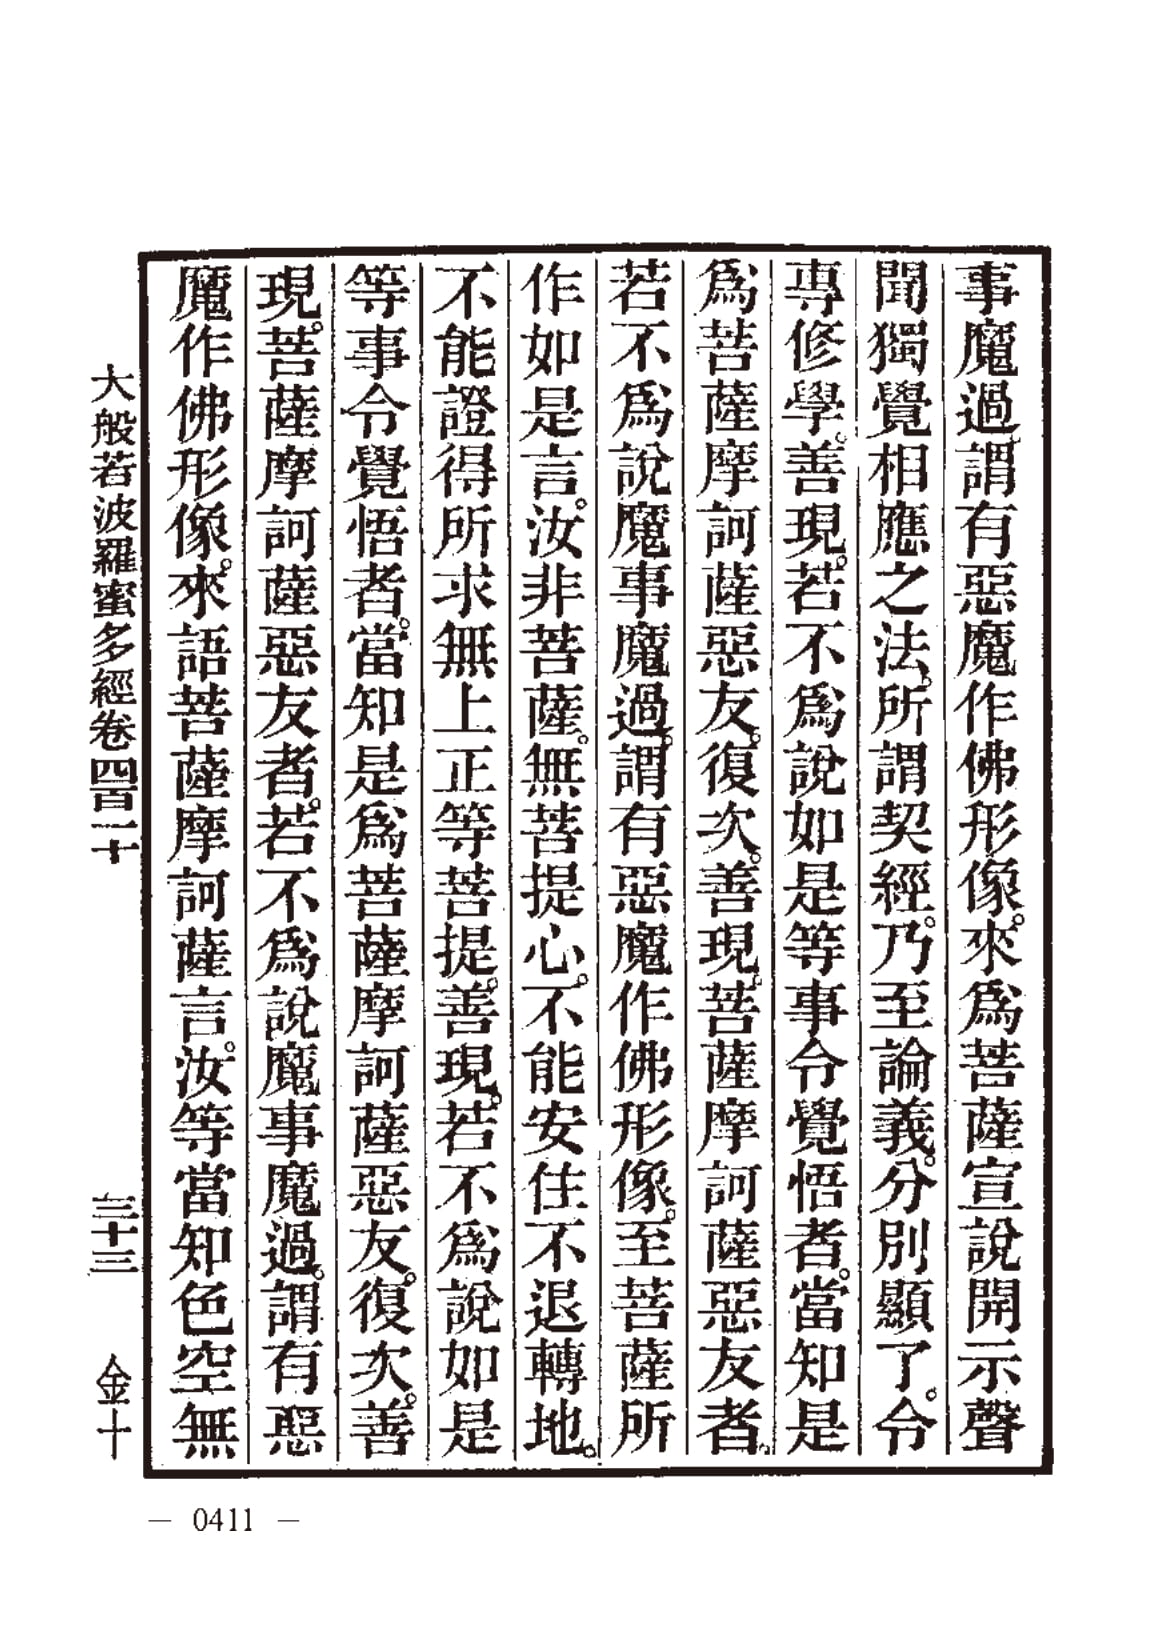 事魔過。謂有惡魔作佛形像。來爲菩薩宣說開示聲
聞獨覺相應之法。所謂契經。乃至論義。分別顯了。令
專修學。善現。若不爲說如是等事令覺悟者。當知是
爲菩薩摩訶薩惡友。復次。善現。菩薩摩訶薩惡友者。
若不爲說魔事魔過。謂有惡魔作佛形像。至菩薩所
作如是言。汝非菩薩。無菩提心。不能安住不退轉地。
不能證得所求無上正等菩提。善現。若不爲說如是
等事令覺悟者。當知是爲菩薩摩訶薩惡友。復次。善
現。菩薩摩訶薩惡友者。若不爲說魔事魔過。謂有惡
魔作佛形像。來語菩薩摩訶薩言。汝等當知色空無
大般若波羅蜜多經卷四百一十 三十三 金十
— 0411 —